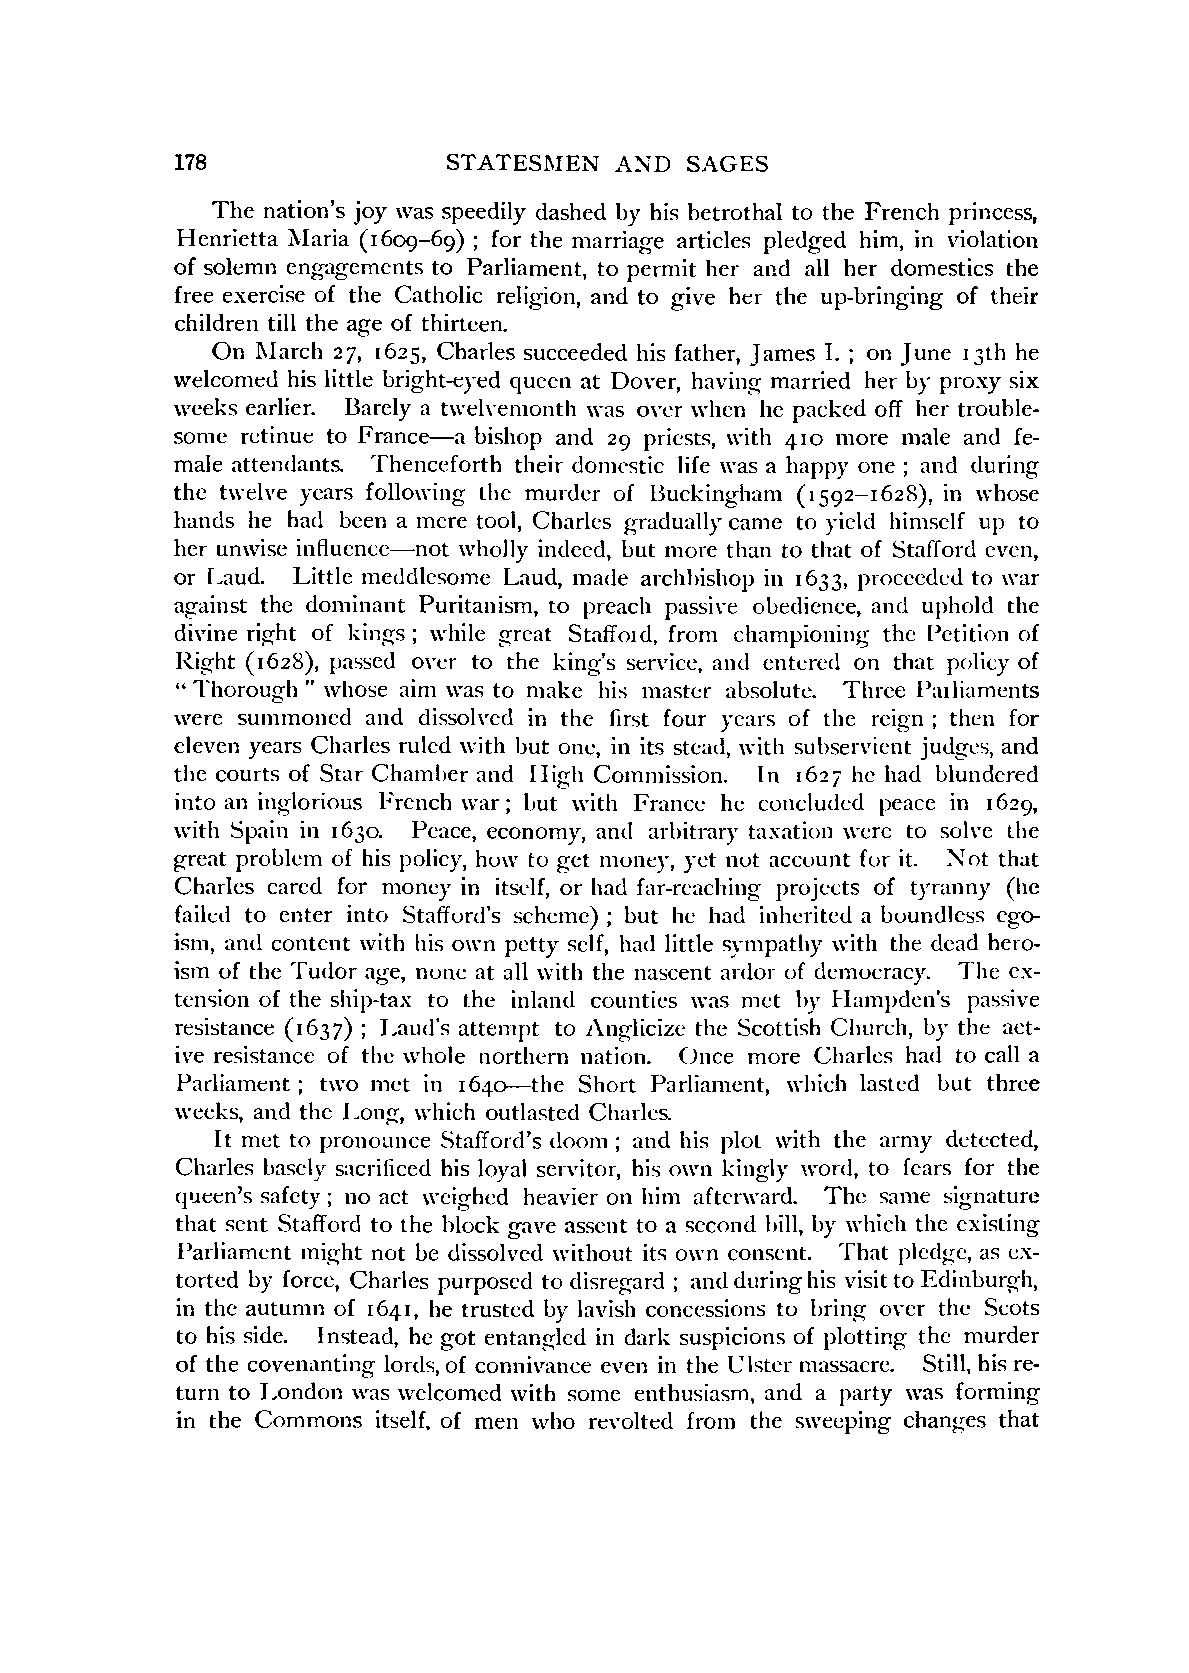 178 STATESMEN AND SAGES
The nation's joy was speedily dashed by his betrothal to the French princess,
Henrietta Maria (1609–69) ; for the marriage articles pledged him, in violation
of solemn engagements to Parliament, to permit her and all her domestics the
free exercise of the Catholic religion, and to give her the up-bringing of their
children till the age of thirteen.
On March 27, 1625, Charles succeeded his father, James I. ; on June 13th he
welcomed his little bright-eyed queen at Dover, having married her by proxy six
weeks earlier. Barely a twelvemonth was over when he packed off her trouble-
some retinue to France—a bishop and 29 priests, with 410 more male and fe-
male attendants. Thenceforth their domestic life was a happy one ; and during
the twelve years following the murder of Buckingham (1592–1628), in whose
hands he had been a mere tool, Charles gradually came to yield himself up to
her unwise influence—not wholly indeed, but more than to that of Stafford even,
or Laud. Little meddlesome Laud, made archbishop in 1633, proceeded to war
against the dominant Puritanism, to preach passive obedience, and uphold the
divine right of kings ; while great Stafford, from championing the Petition of
Right (1628), passed over to the king's service, and entered on that policy of
" Thorough " whose aim was to make his master absolute. Three Parliaments
were summoned and dissolved in the first four years of the reign ; then for
eleven years Charles ruled with but one, in its stead, with subservient judges, and
the courts of Star Chamber and High Commission. In 1627 he had blundered
into an inglorious French war ; but with France he concluded peace in 1629,
with Spain in 1630. Peace, economy, and arbitrary taxation were to solve the
great problem of his policy, how to get money, yet not account for it. Not that
Charles cared for money in itself, or had far-reaching projects of tyranny (he
failed to enter into Stafford's scheme) ; but he had inherited a boundless ego-
ism, and content with his own petty self, had little sympathy with the dead hero-
ism of the Tudor age, none at all with the nascent ardor of democracy. The ex-
tension of the ship-tax to the inland counties was met by Hampden's passive
resistance (1637) ; Laud's attempt to Anglicize the Scottish Church, by the act-
ive resistance of the whole northern nation. Once more Charles had to call a
Parliament ; two met in 1640—the Short Parliament, which lasted but three
weeks, and the Long, which outlasted Charles.
It met to pronounce Stafford's doom ; and his plot with the army detected,
Charles basely sacrificed his loyal servitor, his own kingly word, to fears for the
queen's safety ; no act weighed heavier on him afterward. The same signature
that sent Stafford to the block gave assent to a second bill, by which the existing
Parliament might not be dissolved without its own consent. That pledge, as ex-
torted by force, Charles purposed to disregard ; and during his visit to Edinburgh,
in the autumn of 1641, he trusted by lavish concessions to bring over the Scots
to his side. Instead, he got entangled in dark suspicions of plotting the murder
of the covenanting lords, of connivance even in the Ulster massacre. Still, his re-
turn to London was welcomed with some enthusiasm, and a party was forming
in the Commons itself, of men who revolted from the sweeping changes that